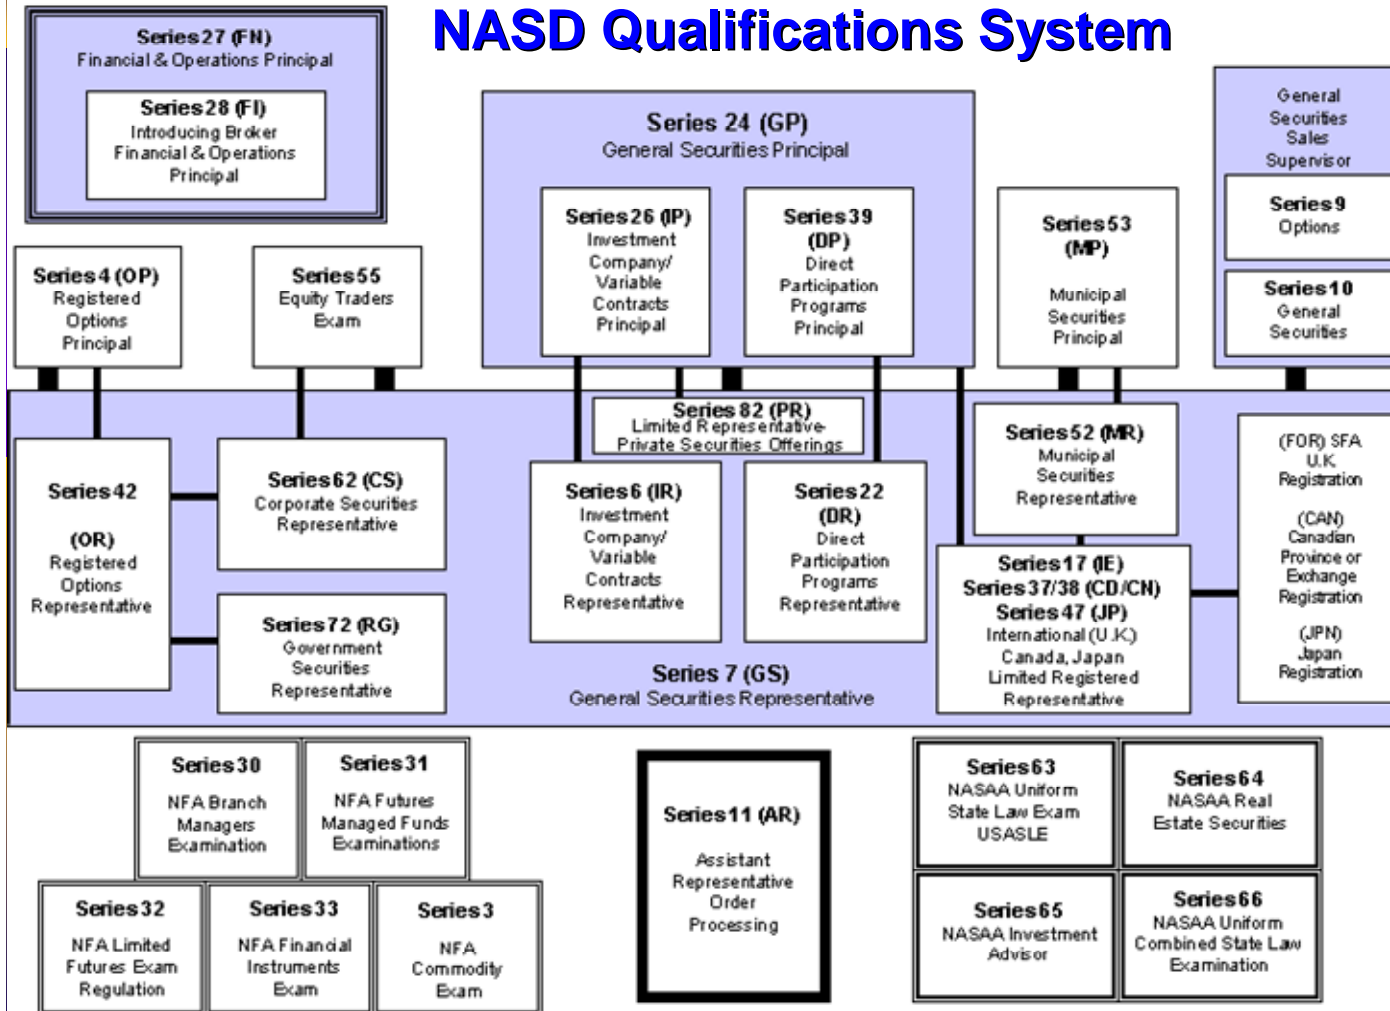 NASD Qualifications System
Series 27 (FN)
Financial & Operations Principal
Series 28 (FI)
Introducing Broker
Financial & Operations
Principal
Series 24 (GP)
General Securities Principal
Series 26 (IP)
Investment
Company/
Variable
Contracts
Principal
Series 39
(DP)
Direct
Participation
Programs
Principal
Series 53
(MP)
Municipal
Securities
Principal
General
Securities
Sales
Supervisor
Series 9
Options
Series 10
General
Securities
Series 4 (OP)
Registered
Options
Principal
Series 55
Equity Traders
Exam
Series 82 (PR)
Limited Representative-
Private Securities Offerings
Series 42
(OR)
Registered
Options
Representative
Series 62 (CS)
Corporate Securities
Representative
Series 72 (RG)
Government
Securities
Representative
Series 6 (IR)
Investment
Company/
Variable
Contracts
Representative
Series 22
(DR)
Direct
Participation
Programs
Representative
Series 52 (MR)
Municipal
Securities
Representative
Series 17 (IE)
Series 37/38 (CD/CN)
Series 47 (JP)
International (U.K.)
Canada, Japan
Limited Registered
Representative
(FOR) SFA
U.K.
Registration
(CAN)
Canadian
Province or
Exchange
Registration
(JPN)
Japan
Registration
Series 7 (GS)
General Securities Representative
Series 30
NFA Branch
Managers
Examination
Series 31
NFA Futures
Managed Funds
Examinations
Series 32
NFA Limited
Futures Exam
Regulation
Series 33
NFA Financial
Instruments
Exam
Series 3
NFA
Commodity
Exam
Series 11 (AR)
Assistant
Representative
Order
Processing
Series 63
NASAA Uniform
State Law Exam
USASLE
Series 64
NASAA Real
Estate Securities
Series 65
NASAA Investment
Advisor
Series 66
NASAA Uniform
Combined State Law
Examination